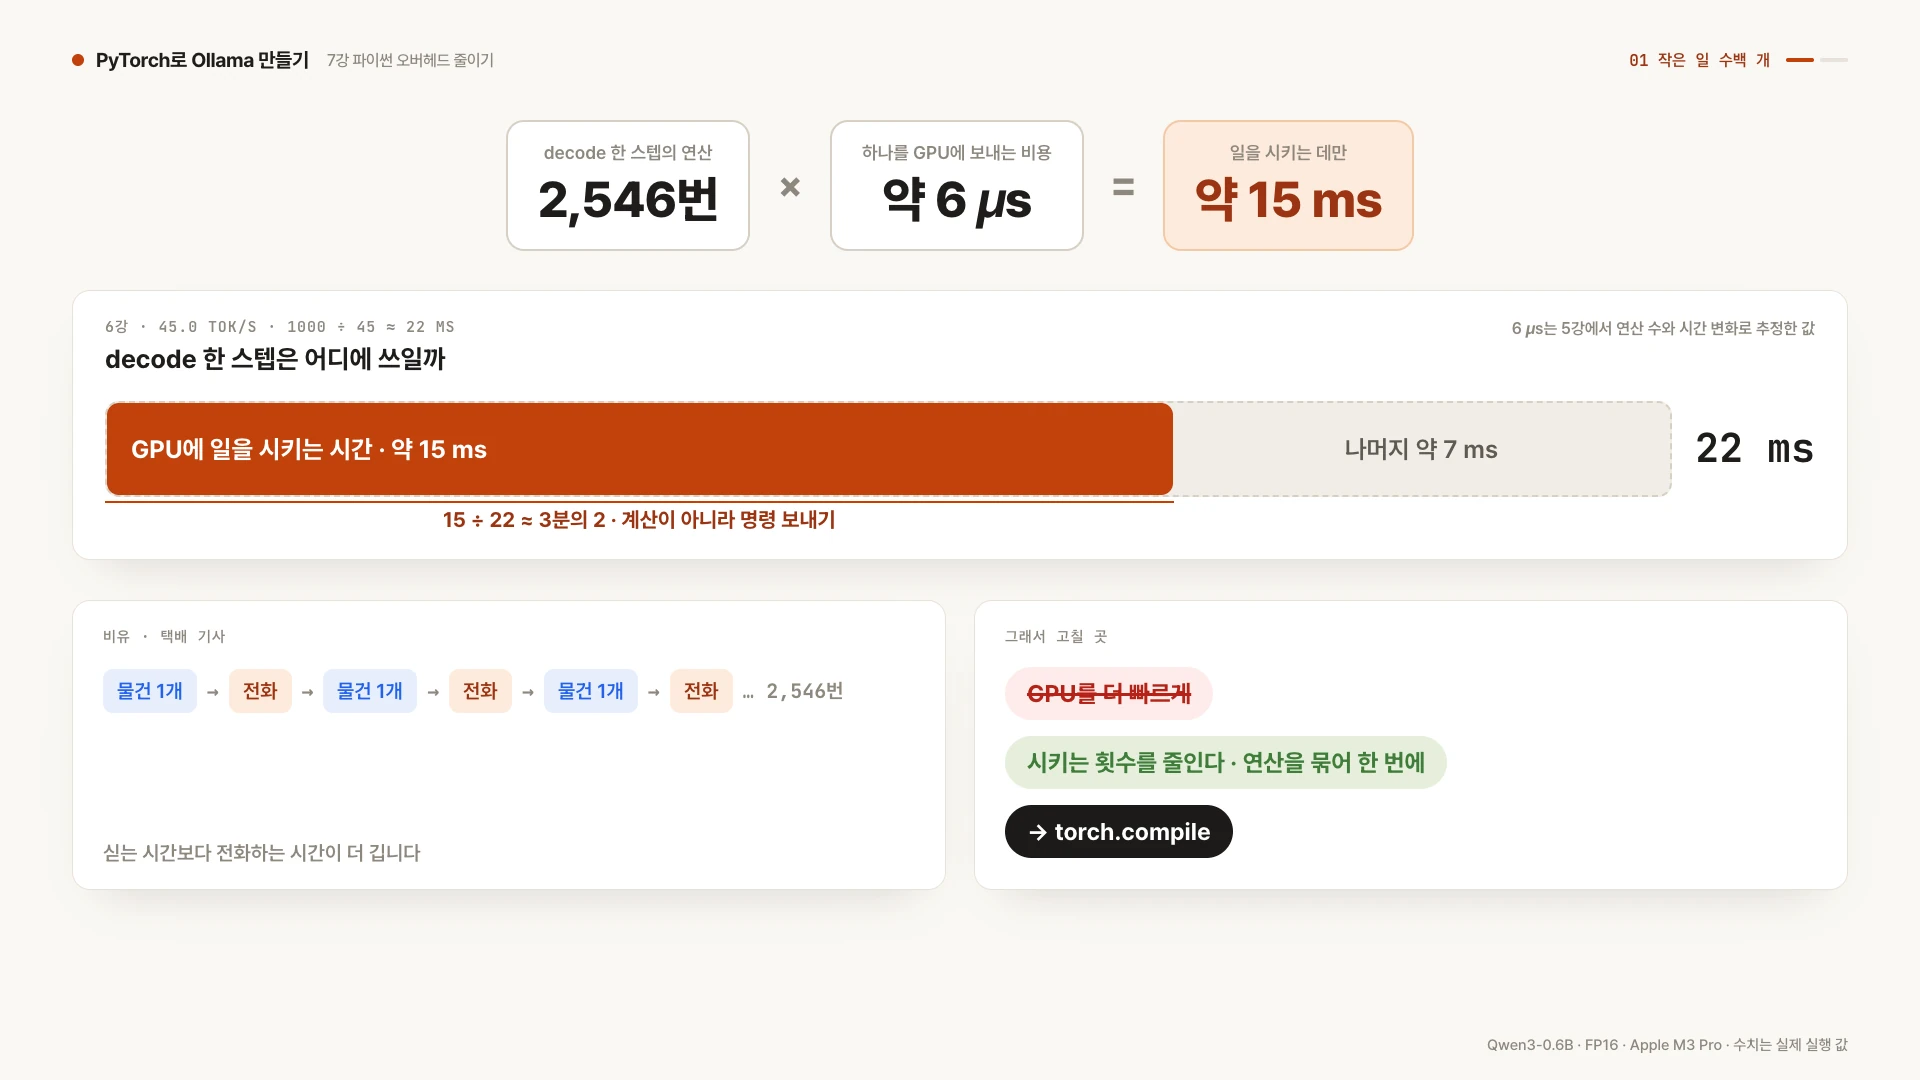 PyTorch로 Ollama 만들기 7강 파이썬 오버헤드 줄이기
01 작은 일 수백 개
decode 한 스텝의 연산
2,546번
×
하나를 GPU에 보내는 비용
약 6 µs
=
일을 시키는 데만
약 15 ms
6강 · 45.0 TOK/S · 1000 ÷ 45 ≈ 22 MS
6 µs는 5강에서 연산 수와 시간 변화로 추정한 값
decode 한 스텝은 어디에 쓰일까
GPU에 일을 시키는 시간 · 약 15 ms
나머지 약 7 ms
22 ms
15 ÷ 22 ≈ 3분의 2 · 계산이 아니라 명령 보내기
비유 · 택배 기사
물건 1개 → 전화 → 물건 1개 → 전화 → 물건 1개 → 전화 … 2,546번
싣는 시간보다 전화하는 시간이 더 깁니다
그래서 고칠 곳
GPU를 더 빠르게
시키는 횟수를 줄인다 · 연산을 묶어 한 번에
→ torch.compile
Qwen3-0.6B · FP16 · Apple M3 Pro · 수치는 실제 실행 값